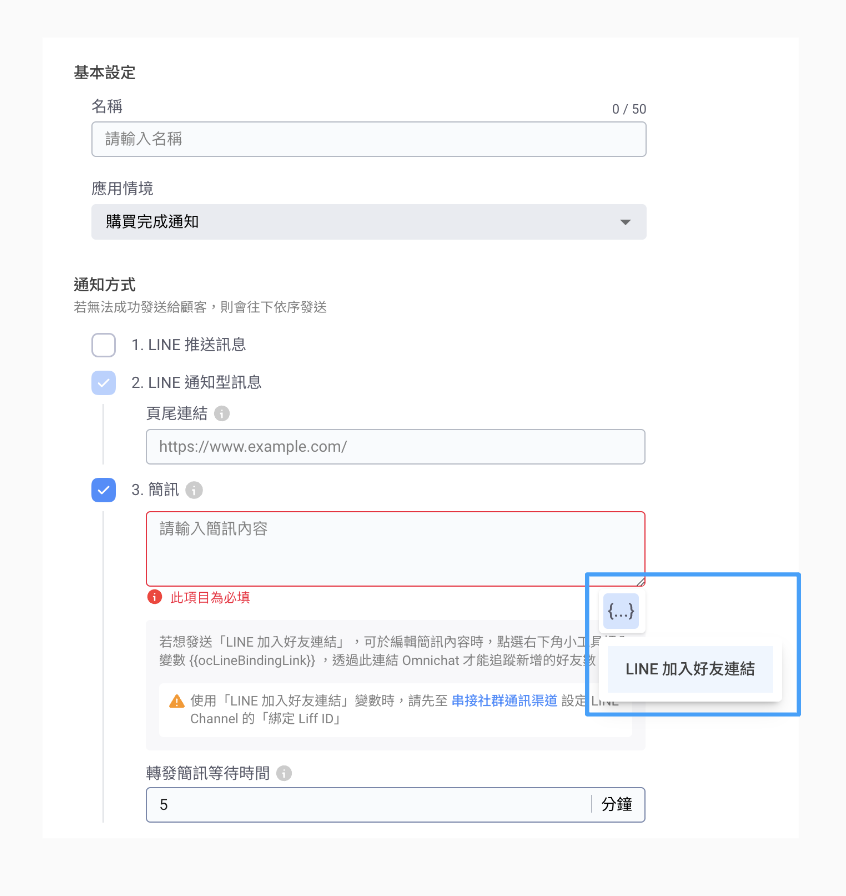 基本設定
名稱
0 / 50
請輸入名稱
應用情境
購買完成通知
通知方式
若無法成功發送給顧客，則會往下依序發送
1. LINE 推送訊息
2. LINE 通知型訊息
頁尾連結
https://www.example.com/
3. 簡訊
請輸入簡訊內容
此項目為必填
{...}
若想發送「LINE 加入好友連結」，可於編輯簡訊內容時，點選右下角小工具
變數 {{ocLineBindingLink}} ，透過此連結 Omnichat 才能追蹤新增的好友數
LINE 加入好友連結
使用「LINE 加入好友連結」變數時，請先至 串接社群通訊渠道 設定 LINE
Channel 的「綁定 Liff ID」
轉發簡訊等待時間
5
分鐘